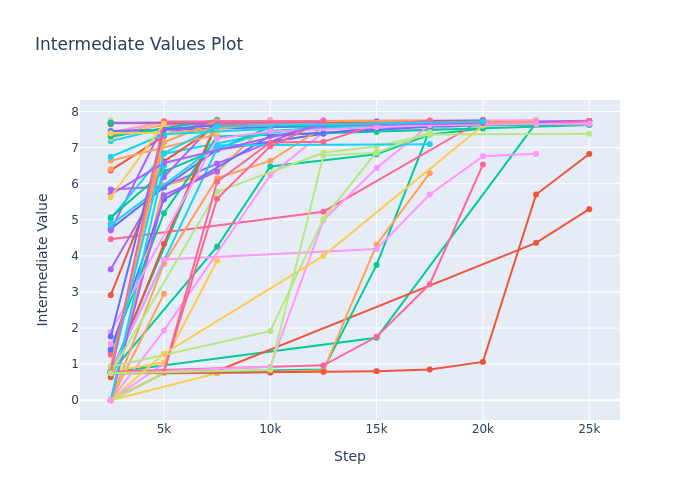 Intermediate Values Plot
8
7
6
5
4
3
2
1
0
Intermediate Value
5k
10k
15k
20k
25k
Step